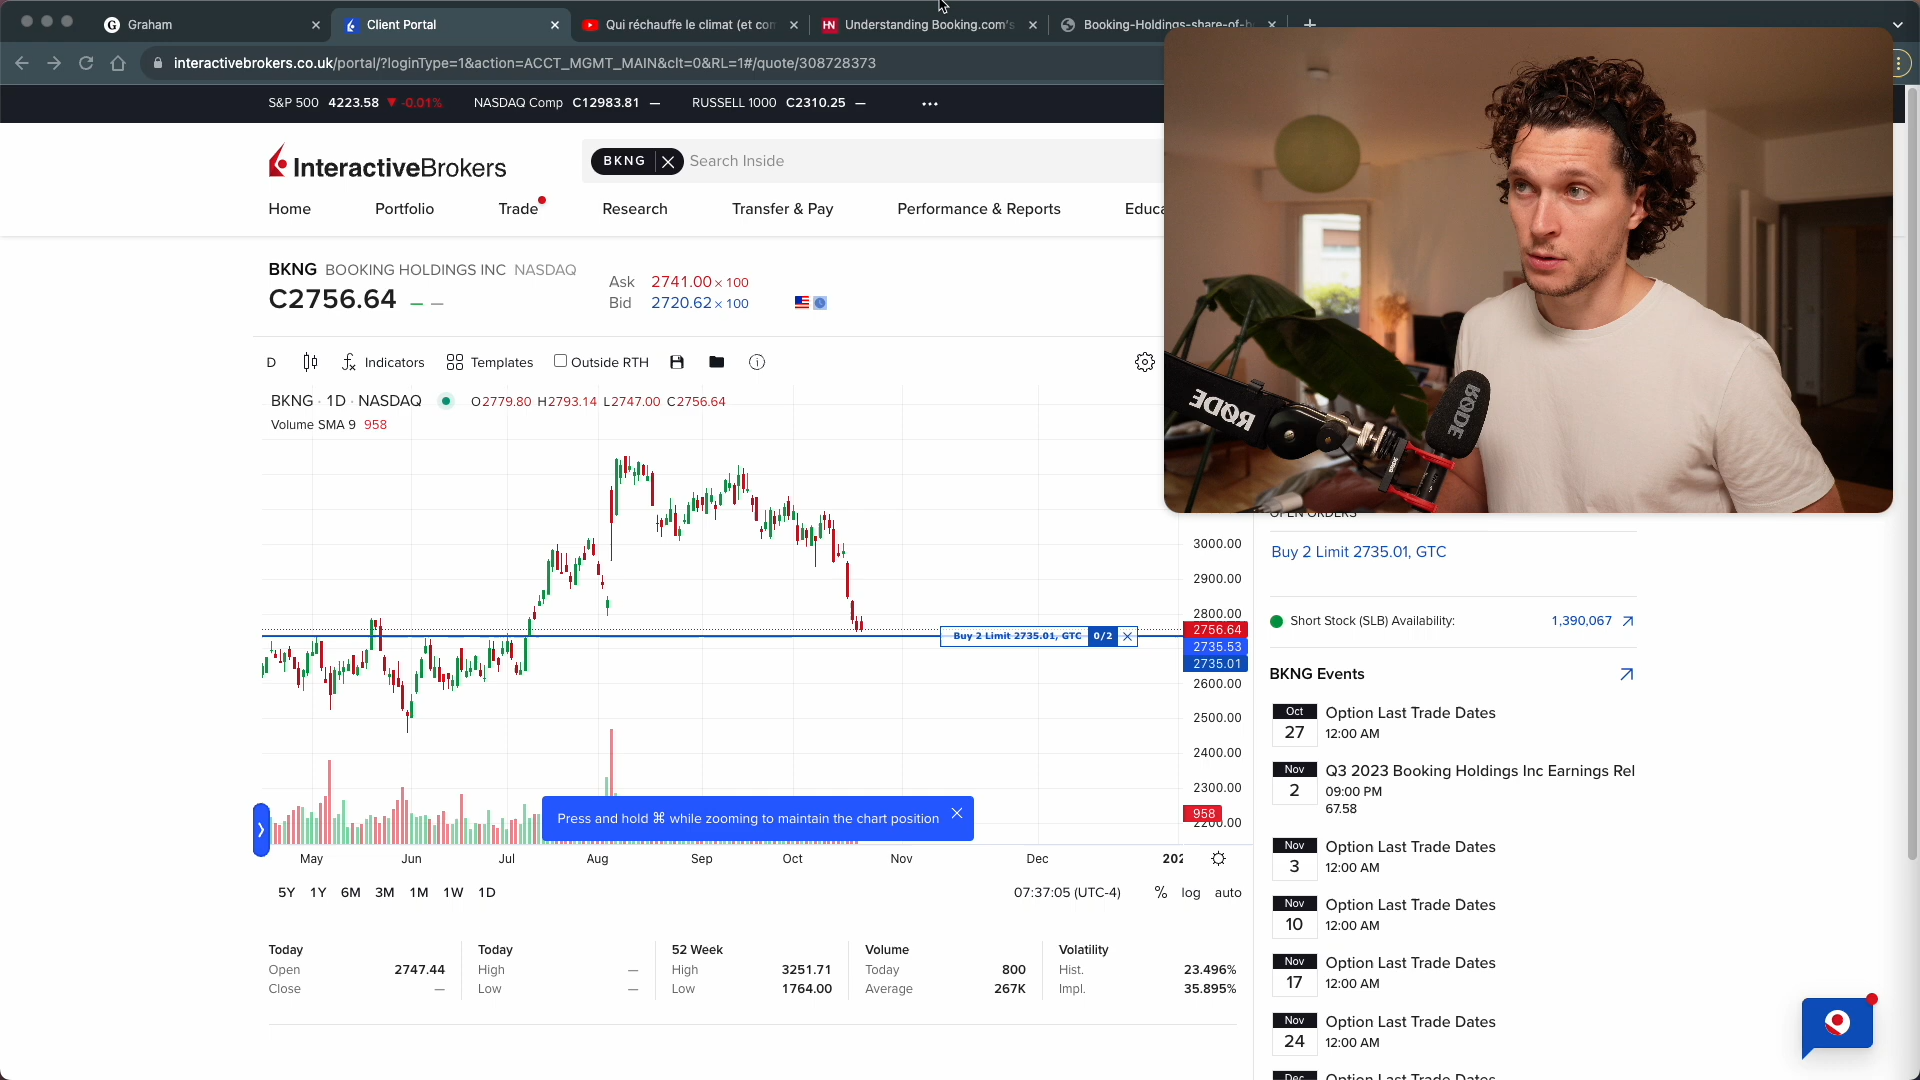 Graham
Client Portal
Qui réchauffe le climat (et con
HN Understanding Booking.com's
Booking-Holdings-share-of-b
interactivebrokers.co.uk/portal/?loginType=1&action=ACCT_MGMT_MAIN&clt=0&RL=1#/quote/308728373
S&P 500 4223.58 -0.01% NASDAQ Comp C12983.81 — RUSSELL 1000 C2310.25 —
InteractiveBrokers
BKNG Search Inside
Home Portfolio Trade Research Transfer & Pay Performance & Reports Educa
BKNG BOOKING HOLDINGS INC NASDAQ
C2756.64 — —
Ask 2741.00 × 100
Bid 2720.62 × 100
D Indicators Templates Outside RTH
BKNG · 1D · NASDAQ O2779.80 H2793.14 L2747.00 C2756.64
Volume SMA 9 958
RØDE
RØDE
3000.00
2900.00
2800.00
2756.64
2735.53
2735.01
2600.00
2500.00
2400.00
2300.00
958
2200.00
Buy 2 Limit 2735.01, GTC 0/2
Press and hold ⌘ while zooming to maintain the chart position
May Jun Jul Aug Sep Oct Nov Dec 202
5Y 1Y 6M 3M 1M 1W 1D
07:37:05 (UTC-4) % log auto
Today
Open 2747.44
Close —
Today
High —
Low —
52 Week
High 3251.71
Low 1764.00
Volume
Today 800
Average 267K
Volatility
Hist. 23.496%
Impl. 35.895%
OPEN ORDERS
Buy 2 Limit 2735.01, GTC
Short Stock (SLB) Availability: 1,390,067
BKNG Events
Oct 27
Option Last Trade Dates
12:00 AM
Nov 2
Q3 2023 Booking Holdings Inc Earnings Rel
09:00 PM
67.58
Nov 3
Option Last Trade Dates
12:00 AM
Nov 10
Option Last Trade Dates
12:00 AM
Nov 17
Option Last Trade Dates
12:00 AM
Nov 24
Option Last Trade Dates
12:00 AM
Dec
Option Last Trade Dates